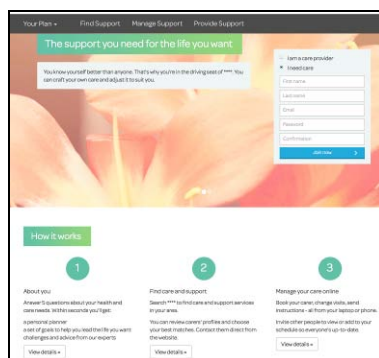 Your Plan Find Support Manage Support Provide Support
The support you need for the life you want
You know yourself better than anyone. That's why you're in the driving seat of ****. You
can craft your own care and adjust it to suit you.
I am a care provider
I need care
First name
Last name
Email
Password
Confirmation
Join now
How it works
1
2
3
About you
Answer 5 questions about your health and
care needs. Within seconds you'll get:
a personal planner
a set of goals to help you lead the life you want
challenges and advice from our experts
View details »
Find care and support
Search **** to find care and support services
in your area.
You can review carers' profiles and choose
your best matches. Contact them direct from
the website.
View details »
Manage your care online
Book your carer, change visits, send
instructions - all from your laptop or phone.
Invite other people to view or add to your
schedule so everyone's up-to-date.
View details »